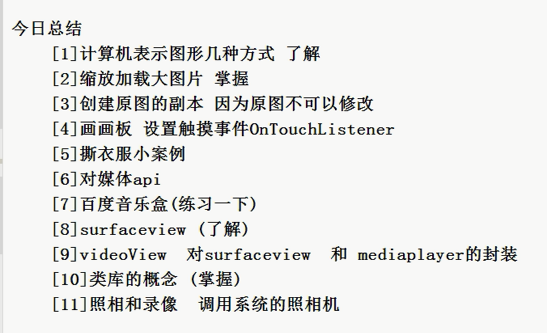 今日总结
[1]计算机表示图形几种方式 了解
[2]缩放加载大图片 掌握
[3]创建原图的副本 因为原图不可以修改
[4]画画板 设置触摸事件OnTouchListener
[5]撕衣服小案例
[6]对媒体api
[7]百度音乐盒(练习一下)
[8]surfaceview (了解)
[9]videoView 对surfaceview 和 mediaplayer的封装
[10]类库的概念 (掌握)
[11]照相和录像 调用系统的照相机